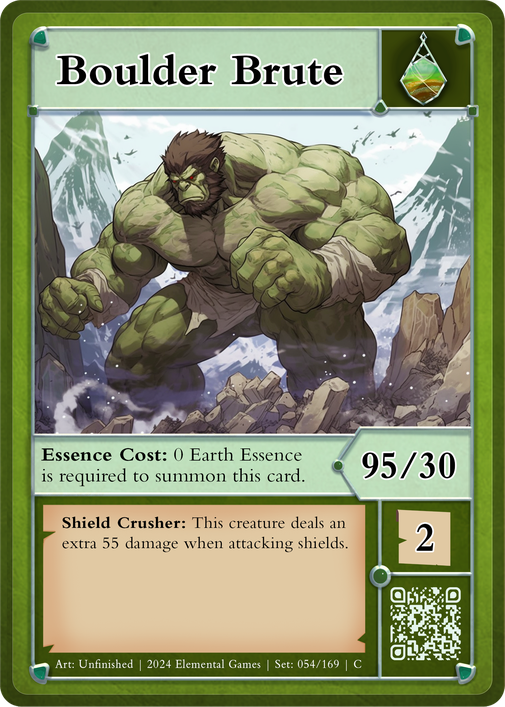 Boulder Brute
Essence Cost: 0 Earth Essence
is required to summon this card.
95/30
Shield Crusher: This creature deals an
extra 55 damage when attacking shields.
2
Art: Unfinished | 2024 Elemental Games | Set: 054/169 | C